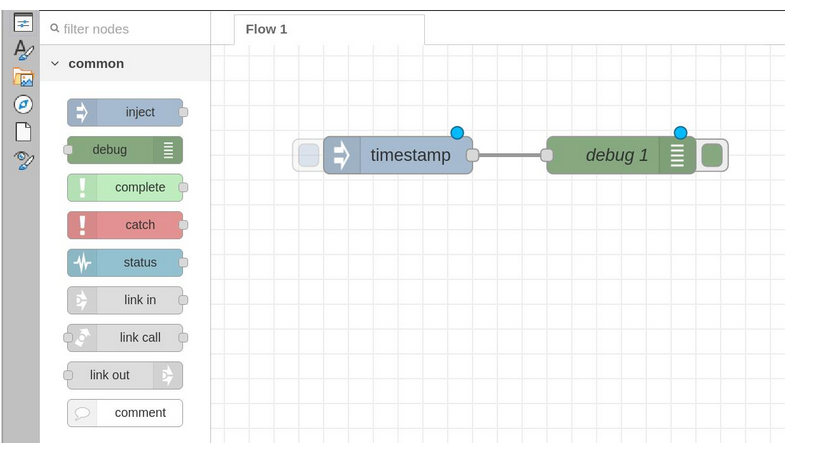 filter nodes
Flow 1
common
inject
debug
complete
catch
status
link in
link call
link out
comment
timestamp
debug 1